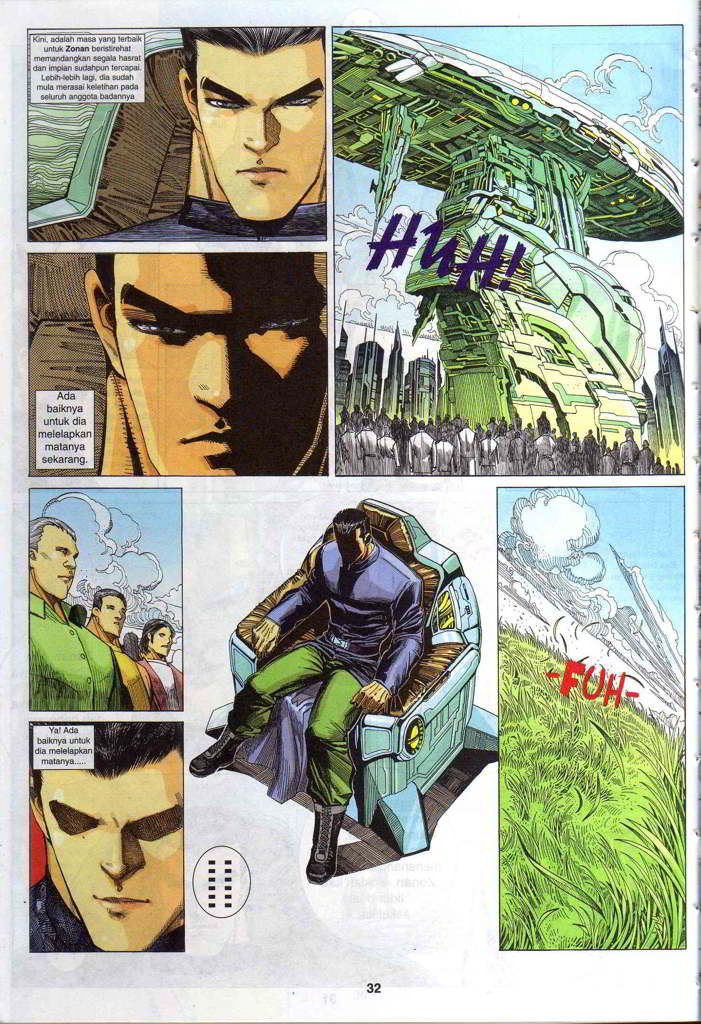 Kini, adalah masa yang terbaik
untuk Zonan beristirehat
memandangkan segala hasrat
dan impian sudahpun tercapai.
Lebih-lebih lagi, dia sudah
mula merasai keletihan pada
seluruh anggota badannya
HUH!
Ada
baiknya
untuk dia
melelapkan
matanya
sekarang.
-FUH-
Ya! Ada
baiknya untuk
dia melelapkan
matanya.....
32